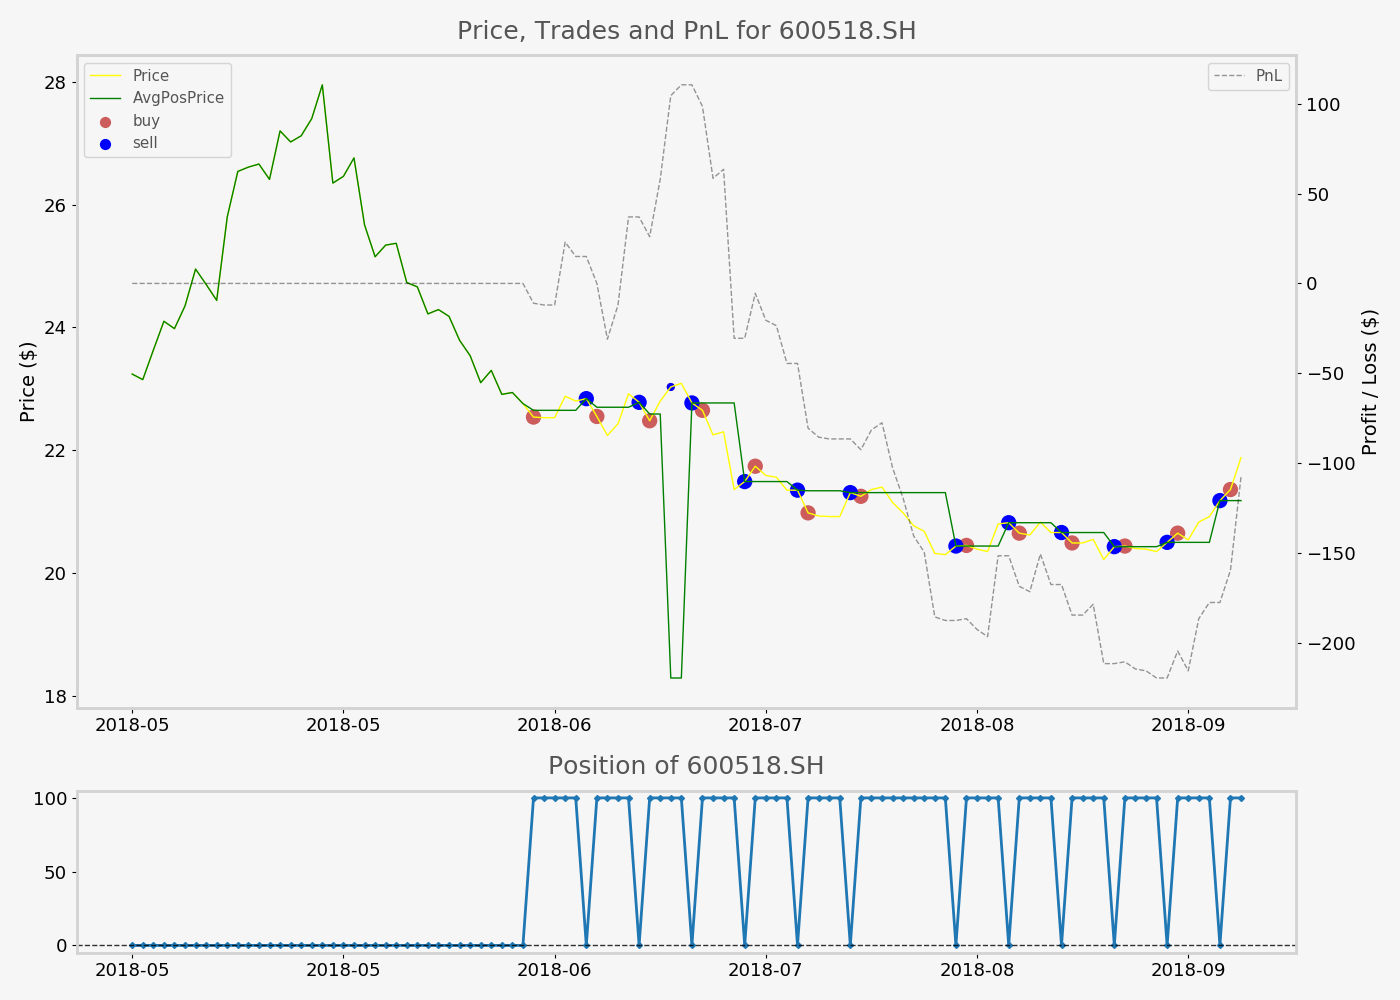 Price, Trades and PnL for 600518.SH
Price
AvgPosPrice
buy
sell
PnL
28
26
24
22
20
18
Price ($)
100
50
0
−50
−100
−150
−200
Profit / Loss ($)
2018-05 2018-05 2018-06 2018-07 2018-08 2018-09
Position of 600518.SH
100
50
0
2018-05 2018-05 2018-06 2018-07 2018-08 2018-09